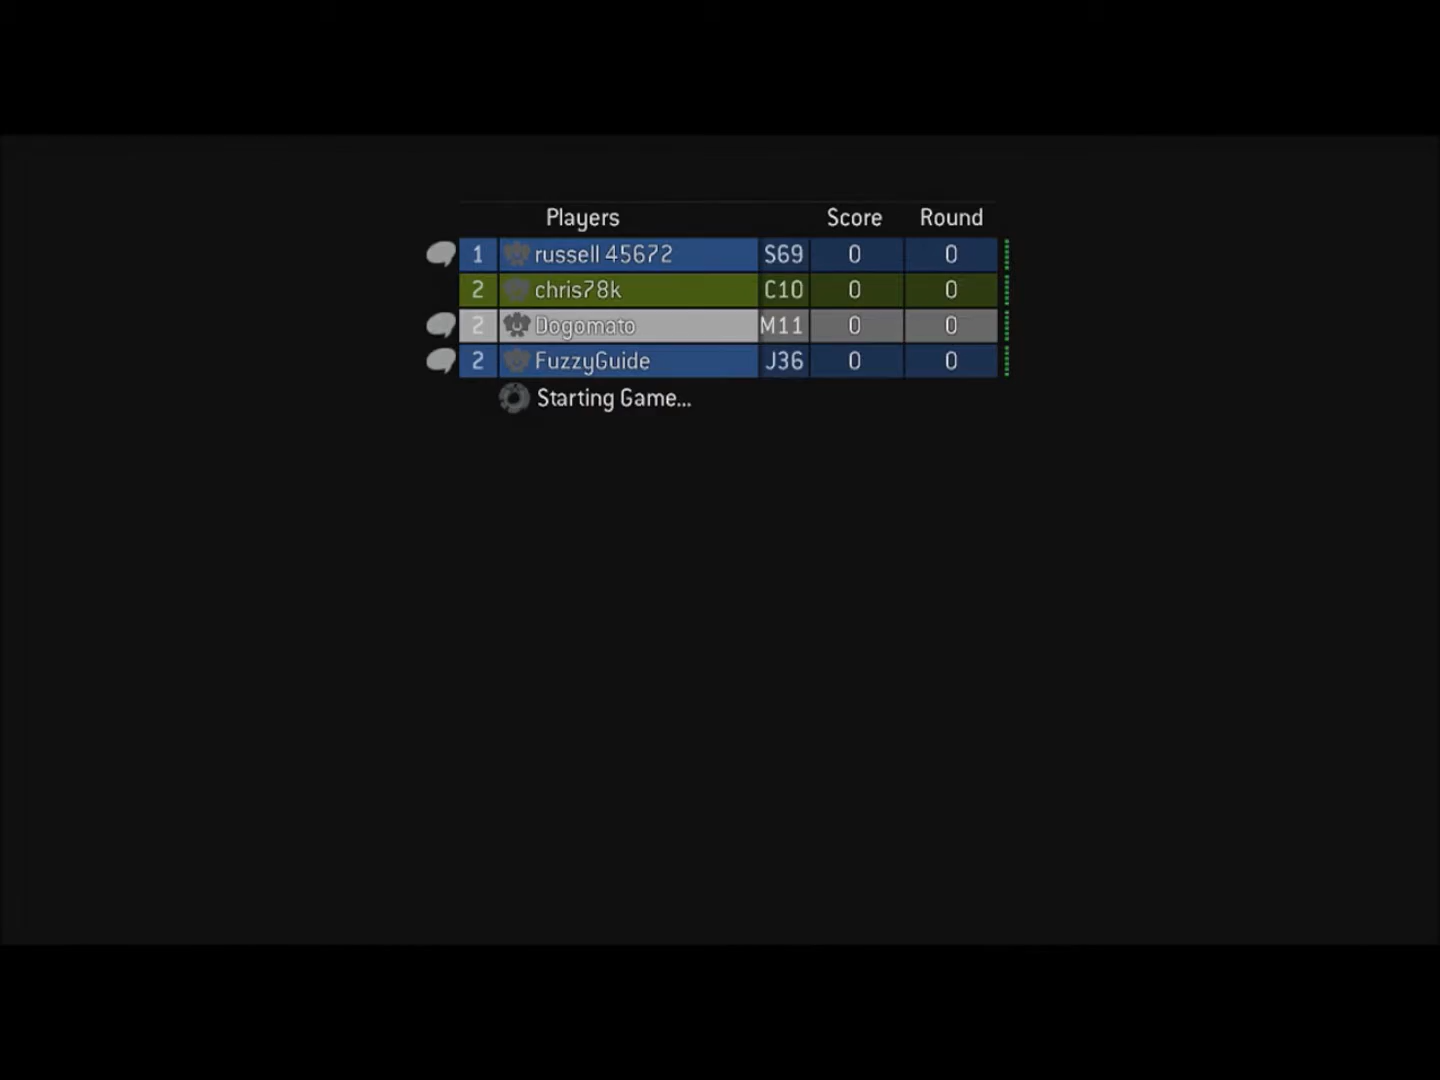 Players Score Round
1 russell 45672 S69 0 0
2 chris78k C10 0 0
2 Dogomato M11 0 0
2 FuzzyGuide J36 0 0
Starting Game...